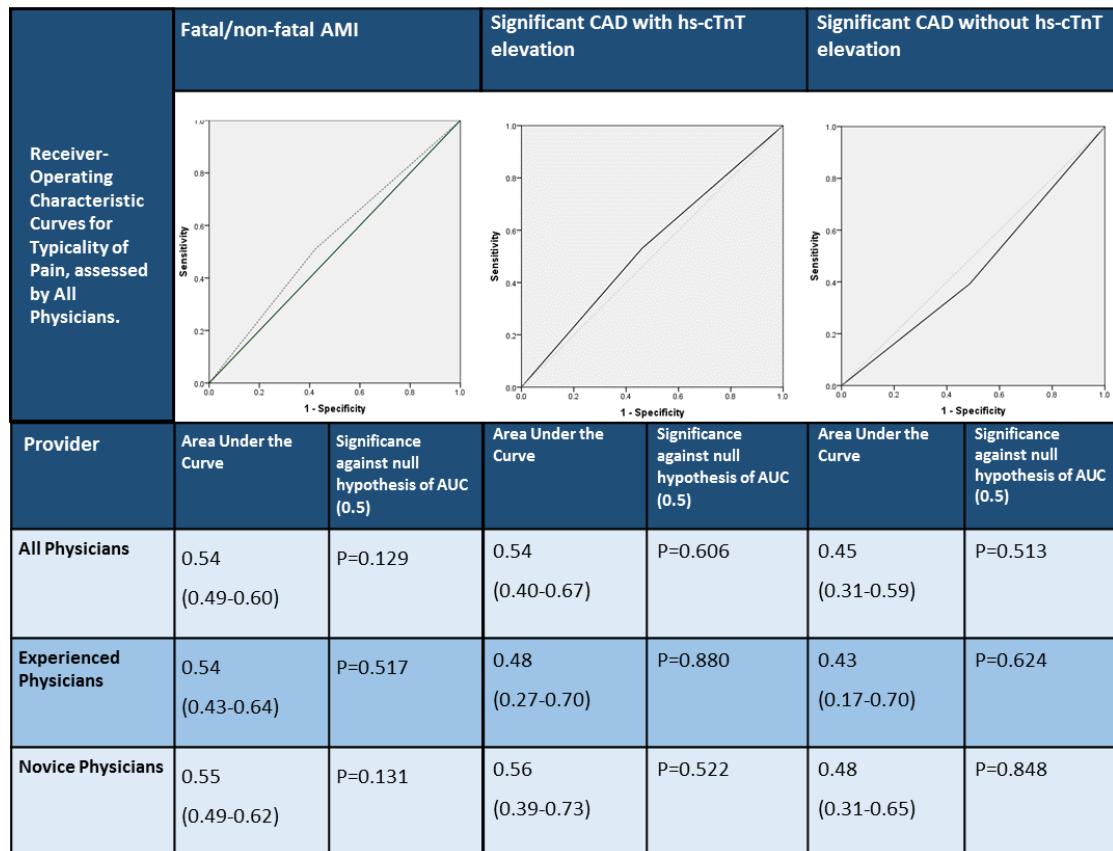 Fatal/non-fatal AMI
Significant CAD with hs-cTnT
elevation
Significant CAD without hs-cTnT
elevation
Receiver-
Operating
Characteristic
Curves for
Typicality of
Pain, assessed
by All
Physicians.
1.0
0.8
0.6
0.4
0.2
0.0
Sensitivity
0.0 0.2 0.4 0.6 0.8 1.0
1 - Specificity
1.0
0.8
0.6
0.4
0.2
0.0
Sensitivity
0.0 0.2 0.4 0.6 0.8 1.0
1 - Specificity
1.0
0.8
0.6
0.4
0.2
0.0
Sensitivity
0.0 0.2 0.4 0.6 0.8 1.0
1 - Specificity
Provider
Area Under the
Curve
Significance
against null
hypothesis of AUC
(0.5)
Area Under the
Curve
Significance
against null
hypothesis of AUC
(0.5)
Area Under the
Curve
Significance
against null
hypothesis of AUC
(0.5)
All Physicians
0.54
(0.49-0.60)
P=0.129
0.54
(0.40-0.67)
P=0.606
0.45
(0.31-0.59)
P=0.513
Experienced
Physicians
0.54
(0.43-0.64)
P=0.517
0.48
(0.27-0.70)
P=0.880
0.43
(0.17-0.70)
P=0.624
Novice Physicians
0.55
(0.49-0.62)
P=0.131
0.56
(0.39-0.73)
P=0.522
0.48
(0.31-0.65)
P=0.848